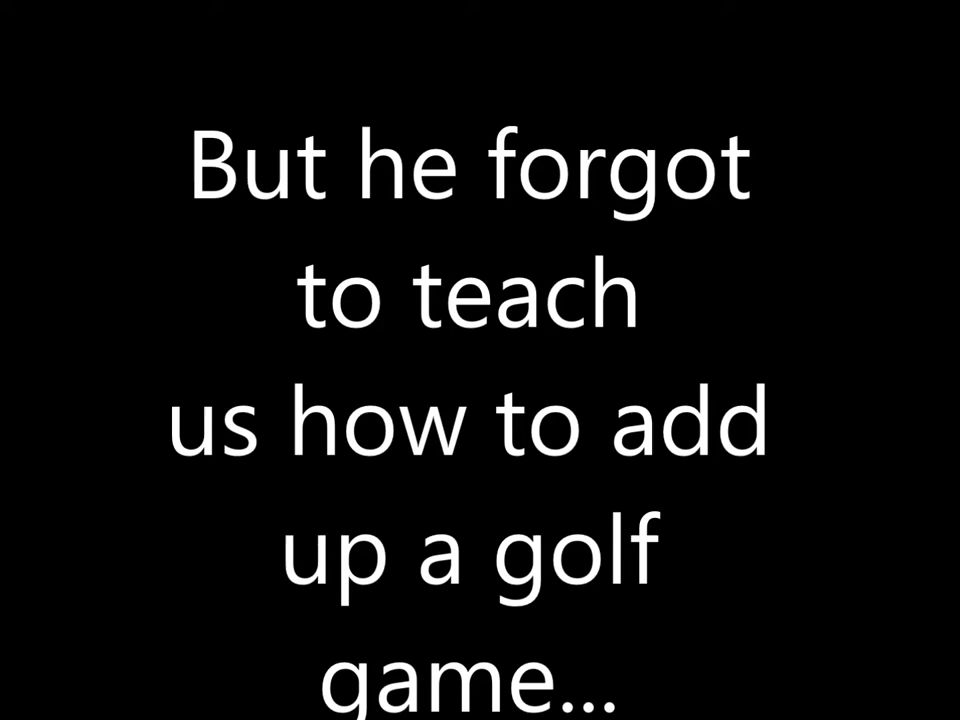 But he forgot
to teach
us how to add
up a golf
game...